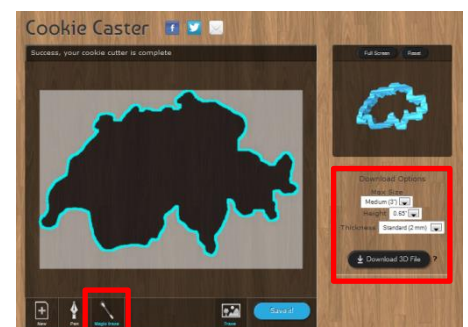 Cookie Caster
Success, your cookie cutter is complete
Full Screen Reset
Download Options
Max Size
Medium (3")
Height 0.65"
Thickness Standard (2 mm)
Download 3D File ?
New Pen Magic Trace Trace Save it!